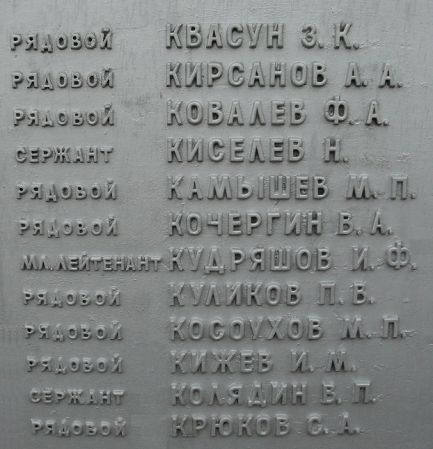 РЯДОВОЙ КВАСУН З. К.
РЯДОВОЙ КИРСАНОВ А. А.
РЯДОВОЙ КОВАЛЕВ Ф. А.
СЕРЖАНТ КИСЕЛЕВ Н.
РЯДОВОЙ КАМЫШЕВ М. П.
РЯДОВОЙ КОЧЕРГИН В. А.
МЛ. ЛЕЙТЕНАНТ КУДРЯШОВ И. Ф.
РЯДОВОЙ КУЛИКОВ П. В.
РЯДОВОЙ КОСОУХОВ М. П.
РЯДОВОЙ КИЖЕВ И. М.
СЕРЖАНТ КОЛЯДИН В. П.
РЯДОВОЙ КРЮКОВ С. А.